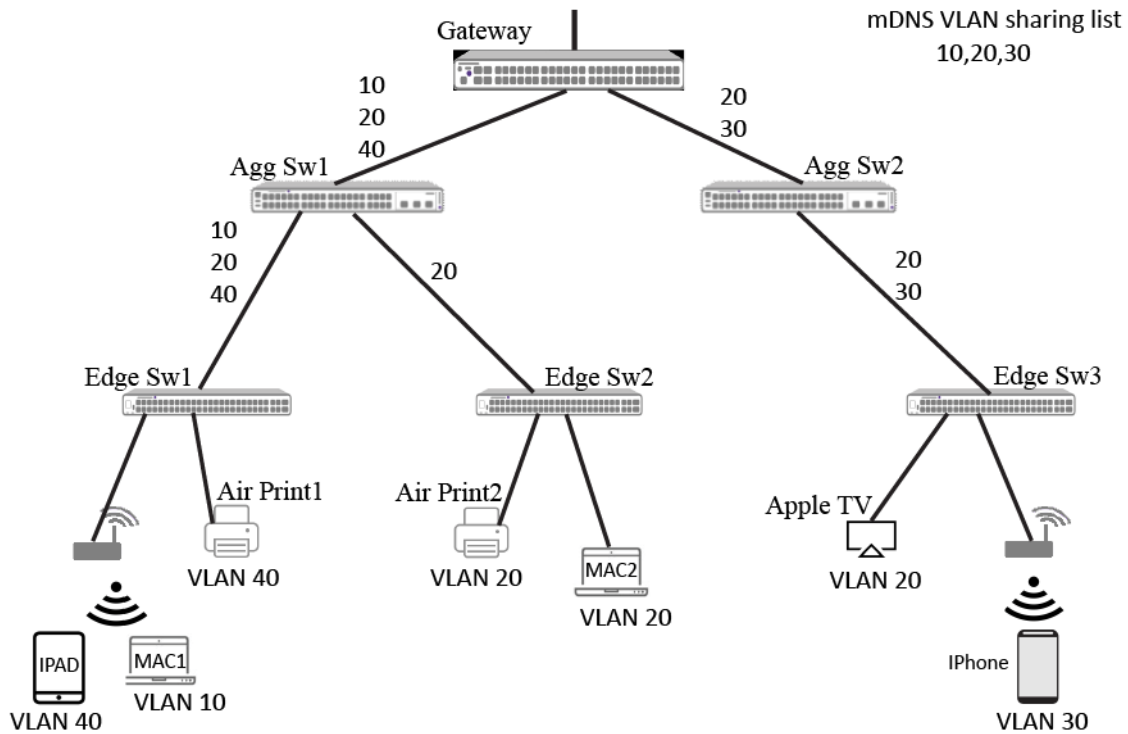 Gateway
mDNS VLAN sharing list
10,20,30
10
20
40
20
30
Agg Sw1
Agg Sw2
10
20
40
20
20
30
Edge Sw1
Edge Sw2
Edge Sw3
Air Print1
Air Print2
Apple TV
VLAN 40
VLAN 20
MAC2
VLAN 20
VLAN 20
IPAD
MAC1
IPhone
VLAN 40
VLAN 10
VLAN 30